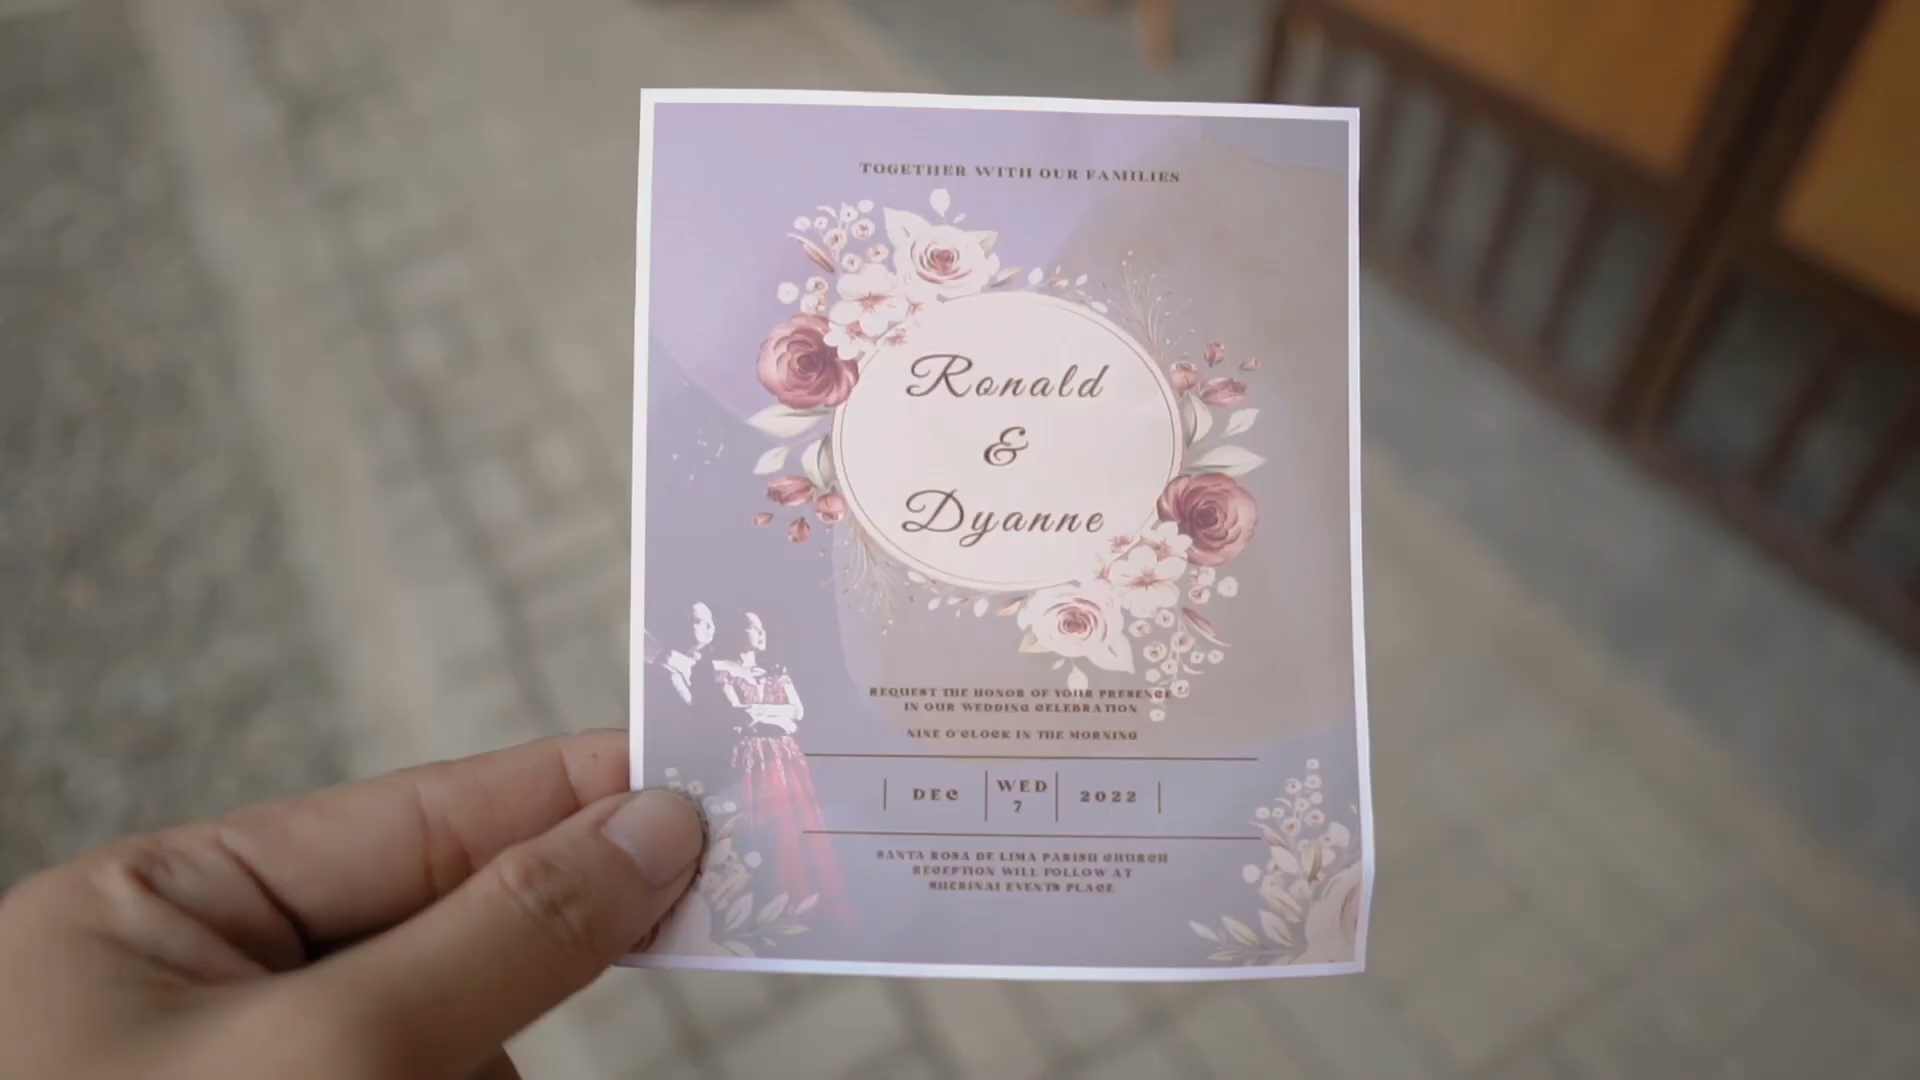 TOGETHER WITH OUR FAMILIES
Ronald
&
Dyanne
REQUEST THE HONOR OF YOUR PRESENCE
IN OUR WEDDING CELEBRATION
NINE O'CLOCK IN THE MORNING
DEC
WED
7
2022
SANTA ROSA DE LIMA PARISH CHURCH
RECEPTION WILL FOLLOW AT
EVENTS PLACE